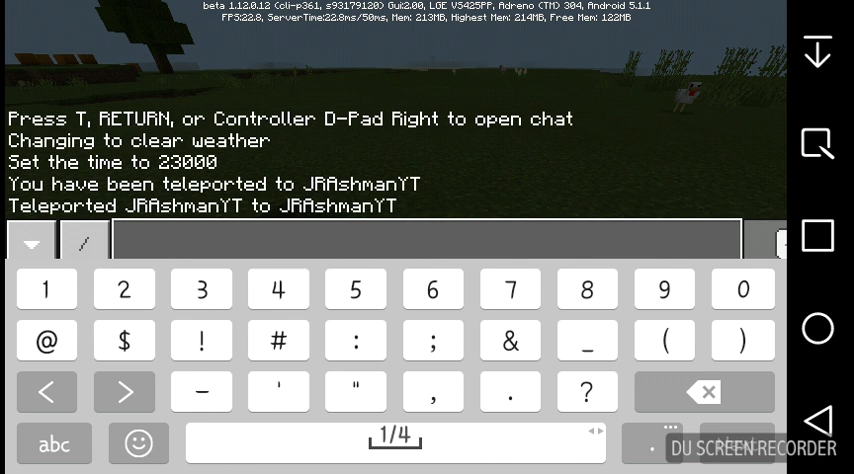 beta 1.12.0.12 (cli-p361, s93179120) Gui2.00, LGE VS425PP, Adreno (TM) 304, Android 5.1.1
FPS:22.8, ServerTime:22.8ms/50ms, Mem: 213MB, Highest Mem: 214MB, Free Mem: 122MB
Press T, RETURN, or Controller D-Pad Right to open chat
Changing to clear weather
Set the time to 23000
You have been teleported to JRAshmanYT
Teleported JRAshmanYT to JRAshmanYT
/
1 2 3 4 5 6 7 8 9 0
@ $ ! # : ; & _ ( )
< > – ' " , . ?
abc 1/4 .
DU SCREEN RECORDER